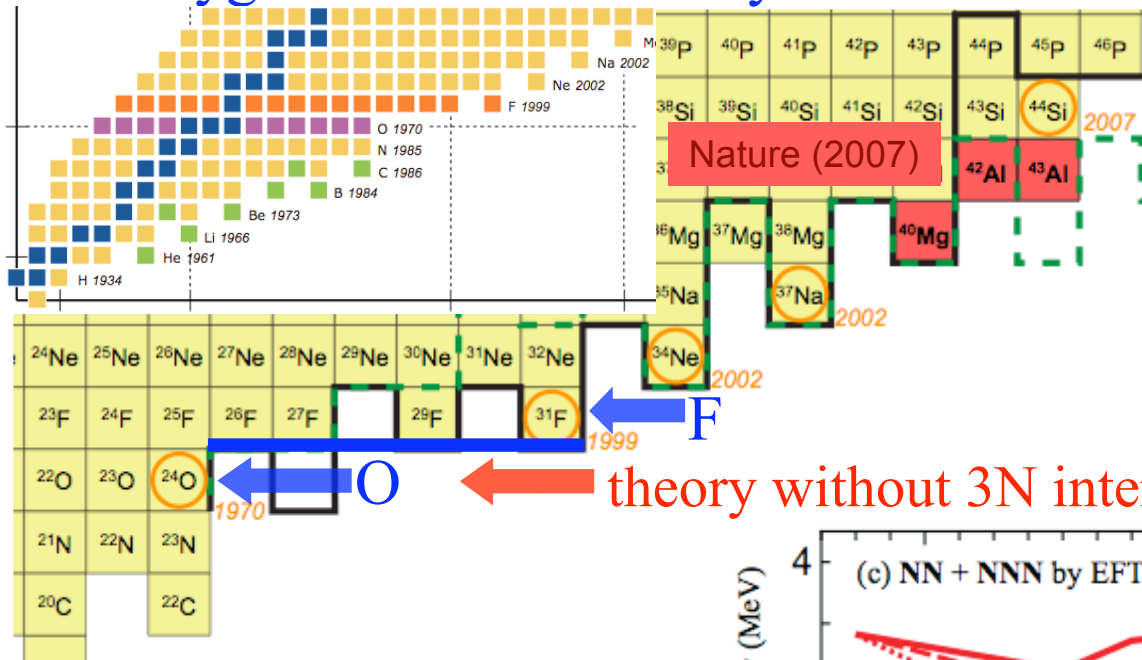 Na 2002
Ne 2002
F 1999
O 1970
N 1985
C 1986
B 1984
Be 1973
Li 1966
He 1961
H 1934
³⁹P ⁴⁰P ⁴¹P ⁴²P ⁴³P ⁴⁴P ⁴⁵P ⁴⁶P
³⁸Si ³⁹Si ⁴⁰Si ⁴¹Si ⁴²Si ⁴³Si ⁴⁴Si
2007
Nature (2007)
⁴²Al ⁴³Al
³⁶Mg ³⁷Mg ³⁸Mg ⁴⁰Mg
³⁵Na ³⁷Na
2002
²⁴Ne ²⁵Ne ²⁶Ne ²⁷Ne ²⁸Ne ²⁹Ne ³⁰Ne ³¹Ne ³²Ne ³⁴Ne
2002
²³F ²⁴F ²⁵F ²⁶F ²⁷F ²⁹F ³¹F
F
1999
²²O ²³O ²⁴O
O
theory without 3N
1970
²¹N ²²N ²³N
²⁰C ²²C
4
(c) NN + NNN by EFT
(MeV)